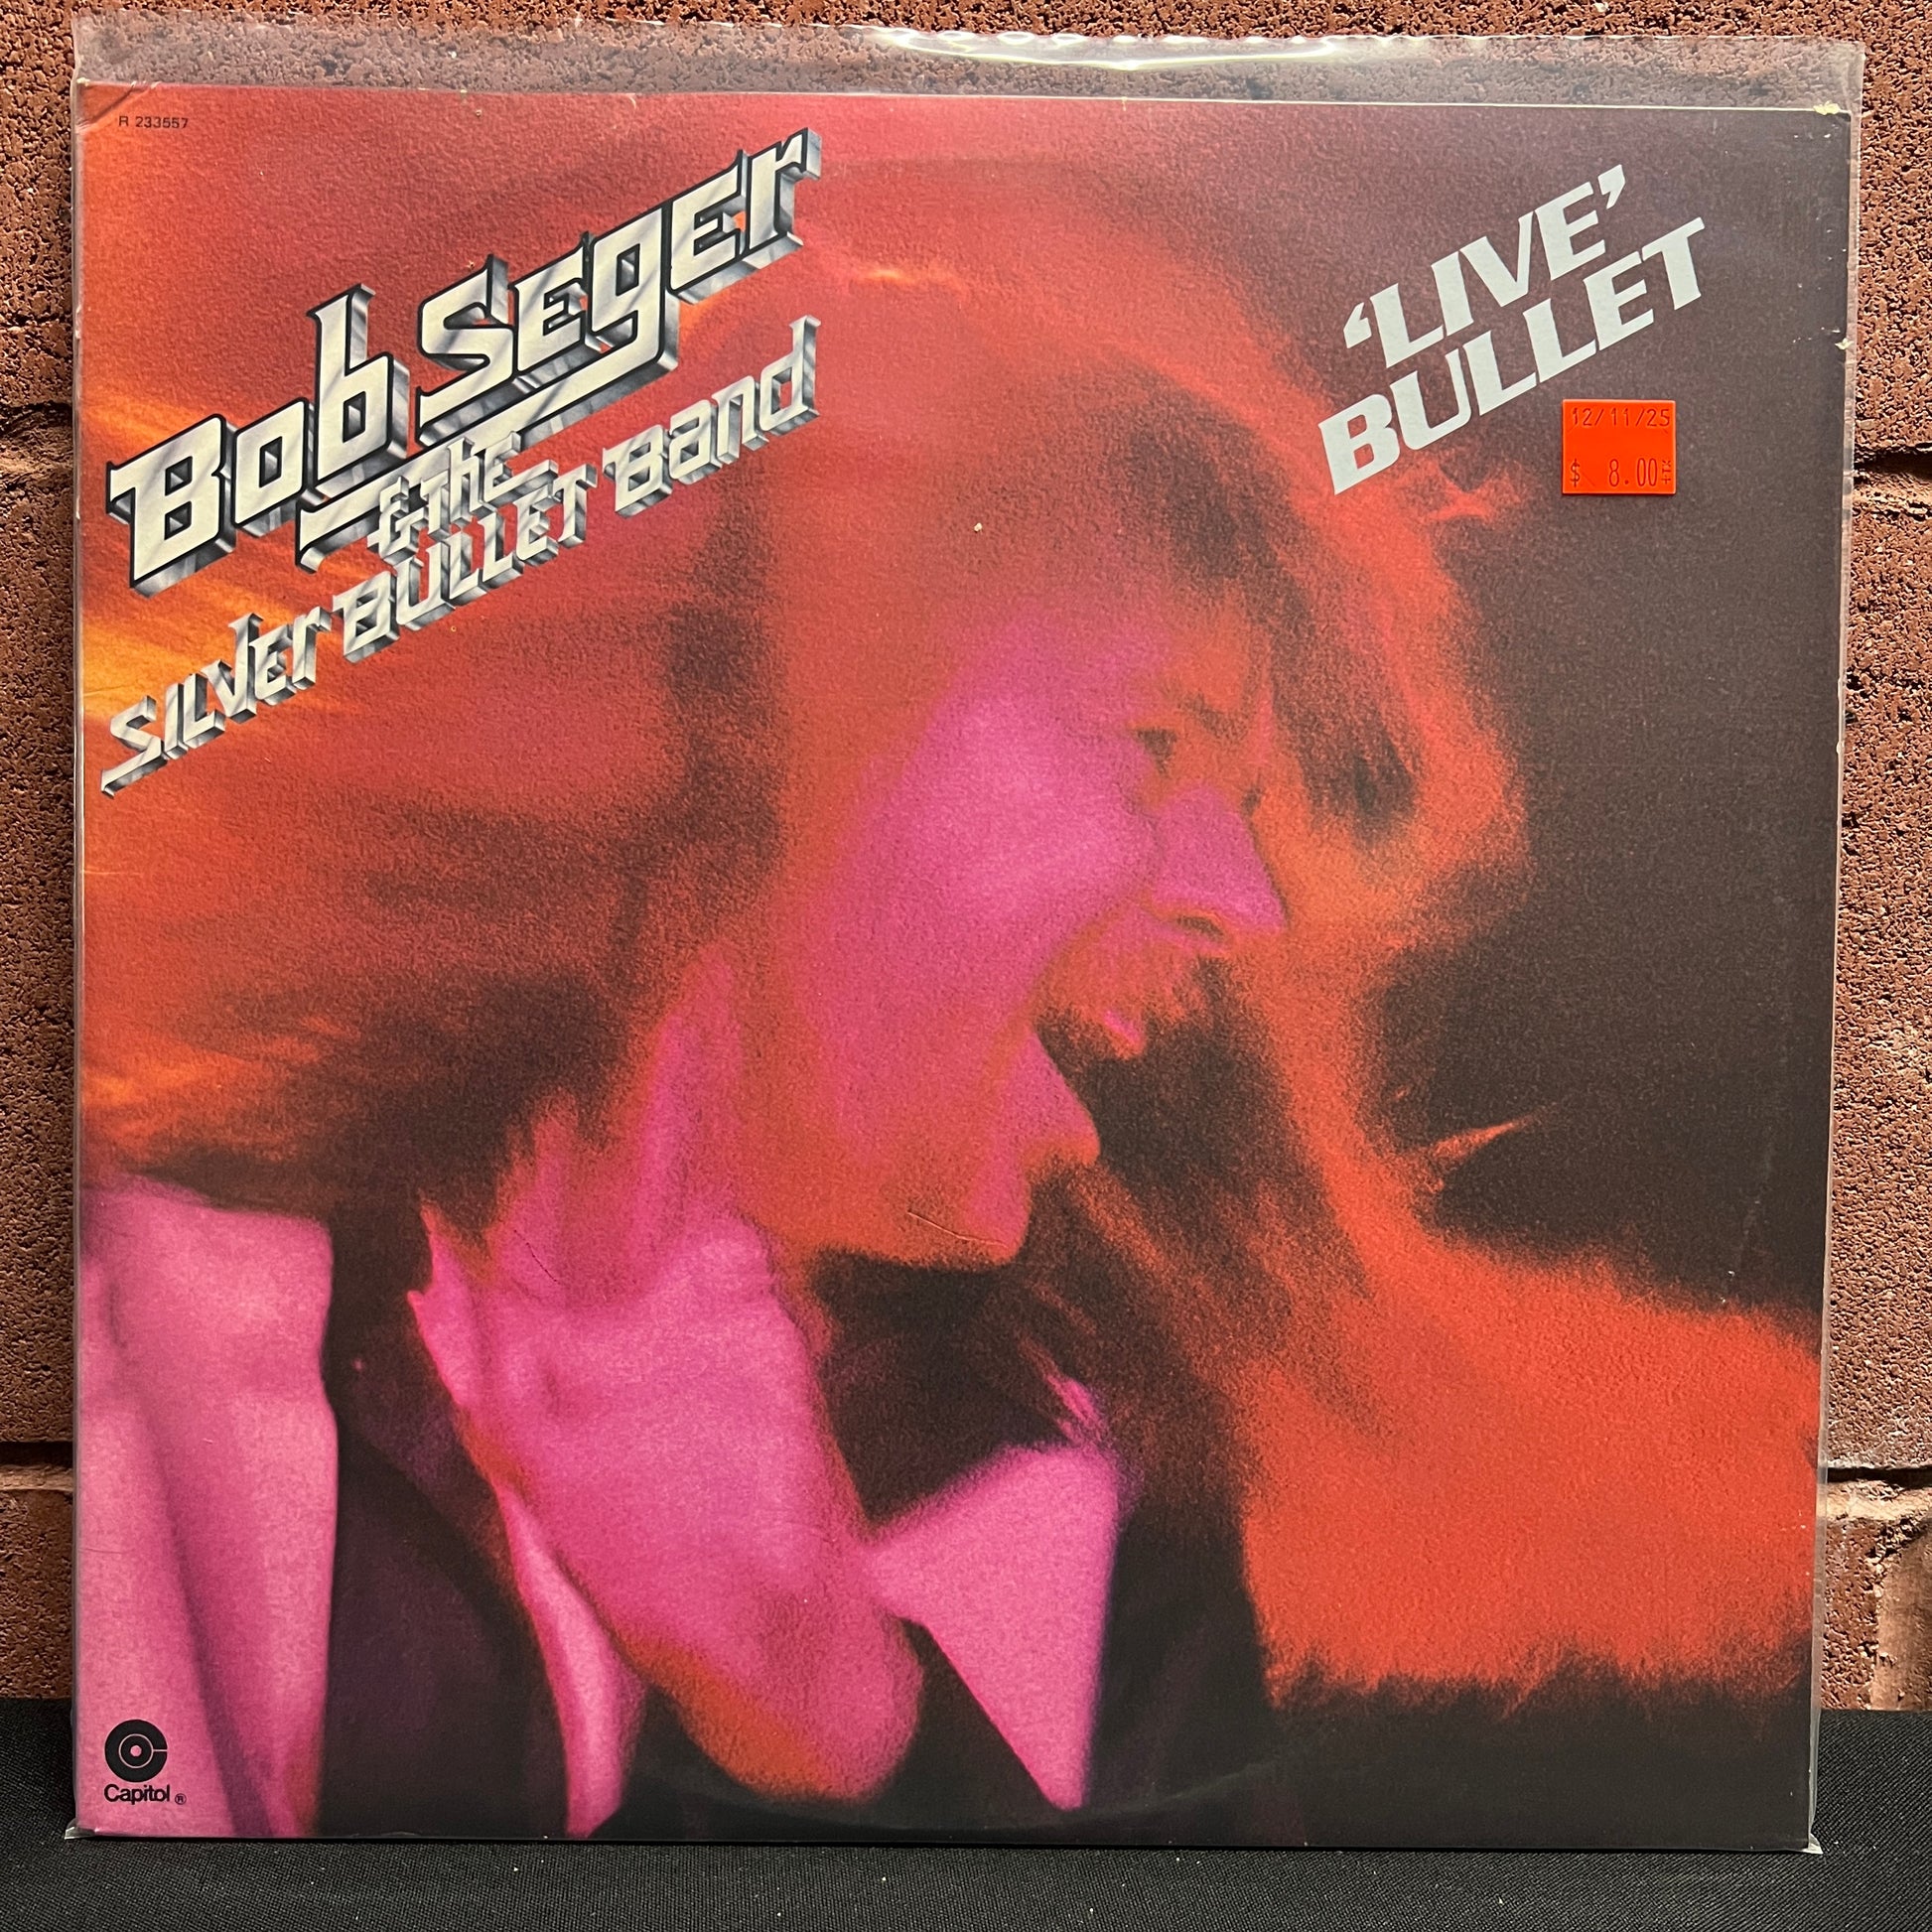 R 233557
Bob Seger
& The
Silver Bullet Band
'LIVE'
BULLET
12/11/25
$ 8.00
Capitol ®